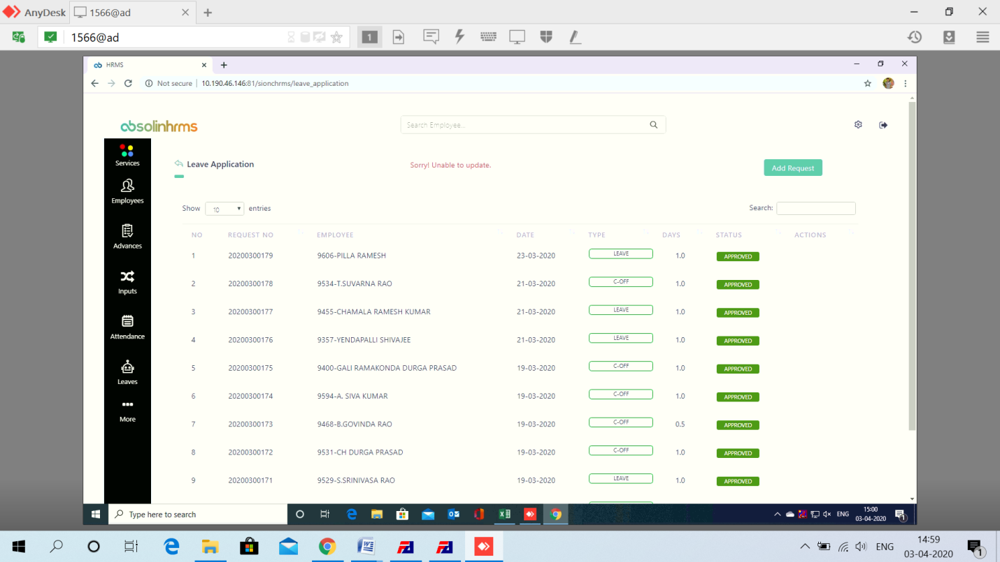 AnyDesk 1566@ad
1566@ad 1
HRMS
Not secure 10.190.46.146:81/sionchrms/leave_application
absolinhrms Search Employee...
Services
Leave Application Sorry! Unable to update. Add Request
Employees
Show 10 entries Search:
Advances
Inputs
Attendance
Leaves
More
NO REQUEST NO EMPLOYEE DATE TYPE DAYS STATUS ACTIONS
1 20200300179 9606-PILLA RAMESH 23-03-2020 LEAVE 1.0 APPROVED
2 20200300178 9534-T.SUVARNA RAO 21-03-2020 C-OFF 1.0 APPROVED
3 20200300177 9455-CHAMALA RAMESH KUMAR 21-03-2020 LEAVE 1.0 APPROVED
4 20200300176 9357-YENDAPALLI SHIVAJEE 21-03-2020 LEAVE 1.0 APPROVED
5 20200300175 9400-GALI RAMAKONDA DURGA PRASAD 19-03-2020 C-OFF 1.0 APPROVED
6 20200300174 9594-A. SIVA KUMAR 19-03-2020 C-OFF 1.0 APPROVED
7 20200300173 9468-B.GOVINDA RAO 19-03-2020 C-OFF 0.5 APPROVED
8 20200300172 9531-CH DURGA PRASAD 19-03-2020 C-OFF 1.0 APPROVED
9 20200300171 9529-S.SRINIVASA RAO 19-03-2020 LEAVE 1.0 APPROVED
Type here to search ENG 15:00
03-04-2020 1
ENG 14:59
03-04-2020 1